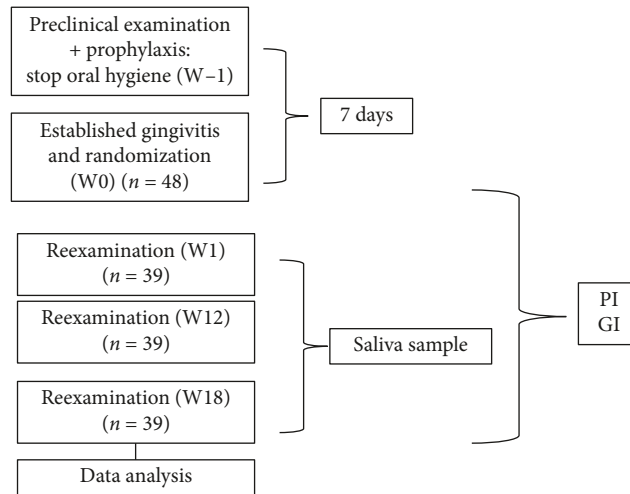 Preclinical examination
+ prophylaxis:
stop oral hygiene (W–1)
7 days
Established gingivitis
and randomization
(W0) (n = 48)
Reexamination (W1)
(n = 39)
Reexamination (W12)
(n = 39)
Saliva sample
PI
GI
Reexamination (W18)
(n = 39)
Data analysis